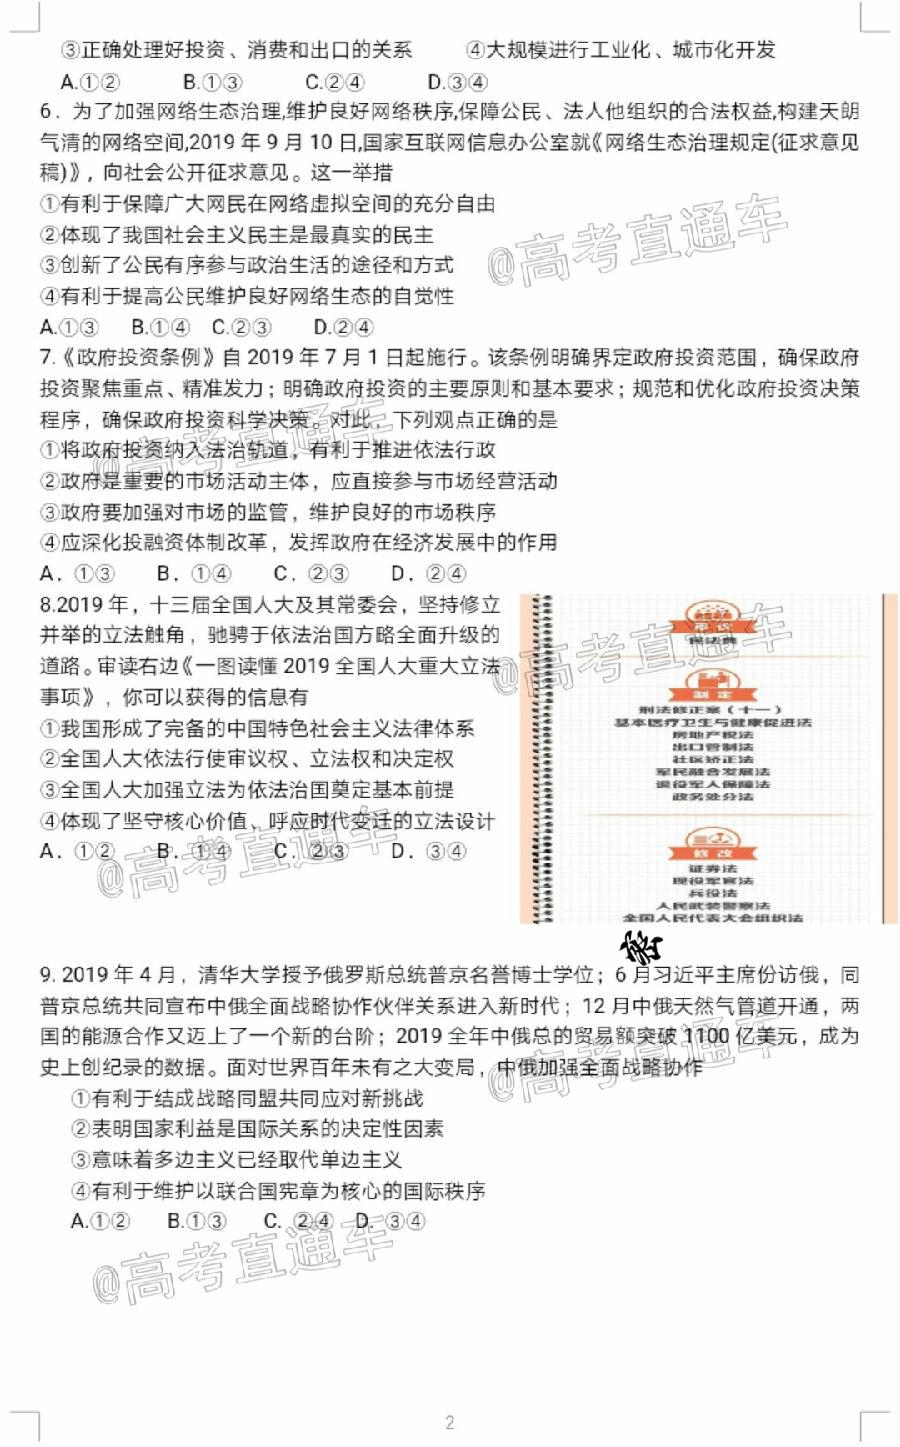 ③正确处理好投资、消费和出口的关系 ④大规模进行工业化、城市化开发
A.①② B.①③ C.②④ D.③④
6．为了加强网络生态治理,维护良好网络秩序,保障公民、法人他组织的合法权益,构建天朗
气清的网络空间,2019 年 9 月 10 日,国家互联网信息办公室就《网络生态治理规定(征求意见
稿)》，向社会公开征求意见。这一举措
①有利于保障广大网民在网络虚拟空间的充分自由
②体现了我国社会主义民主是最真实的民主
③创新了公民有序参与政治生活的途径和方式
④有利于提高公民维护良好网络生态的自觉性
A.①③ B.①④ C.②③ D.②④
7.《政府投资条例》自 2019 年 7 月 1 日起施行。该条例明确界定政府投资范围，确保政府
投资聚焦重点、精准发力；明确政府投资的主要原则和基本要求；规范和优化政府投资决策
程序，确保政府投资科学决策。对此，下列观点正确的是
①将政府投资纳入法治轨道，有利于推进依法行政
②政府是重要的市场活动主体，应直接参与市场经营活动
③政府要加强对市场的监管，维护良好的市场秩序
④应深化投融资体制改革，发挥政府在经济发展中的作用
A．①③ B．①④ C．②③ D．②④
8.2019 年，十三届全国人大及其常委会，坚持修立
并举的立法触角，驰骋于依法治国方略全面升级的
道路。审读右边《一图读懂 2019 全国人大重大立法
事项》，你可以获得的信息有
①我国形成了完备的中国特色社会主义法律体系
②全国人大依法行使审议权、立法权和决定权
③全国人大加强立法为依法治国奠定基本前提
④体现了坚守核心价值、呼应时代变迁的立法设计
A．①② B．①④ C．②③ D．③④
审议
民法典
制定
刑法修正案（十一）
基本医疗卫生与健康促进法
房地产税法
出口管制法
社区矫正法
军民融合发展法
退役军人保障法
政务处分法
修改
证券法
现役军官法
兵役法
人民武装警察法
全国人民代表大会组织法
密
9. 2019 年 4 月，清华大学授予俄罗斯总统普京名誉博士学位；6 月习近平主席份访俄，同
普京总统共同宣布中俄全面战略协作伙伴关系进入新时代；12 月中俄天然气管道开通，两
国的能源合作又迈上了一个新的台阶；2019 全年中俄总的贸易额突破 1100 亿美元，成为
史上创纪录的数据。面对世界百年未有之大变局，中俄加强全面战略协作
①有利于结成战略同盟共同应对新挑战
②表明国家利益是国际关系的决定性因素
③意味着多边主义已经取代单边主义
④有利于维护以联合国宪章为核心的国际秩序
A.①② B.①③ C. ②④ D. ③④
@高考直通车
@高考直通车
@高考直通车
@高考直通车
@高考直通车
@高考直通车
2